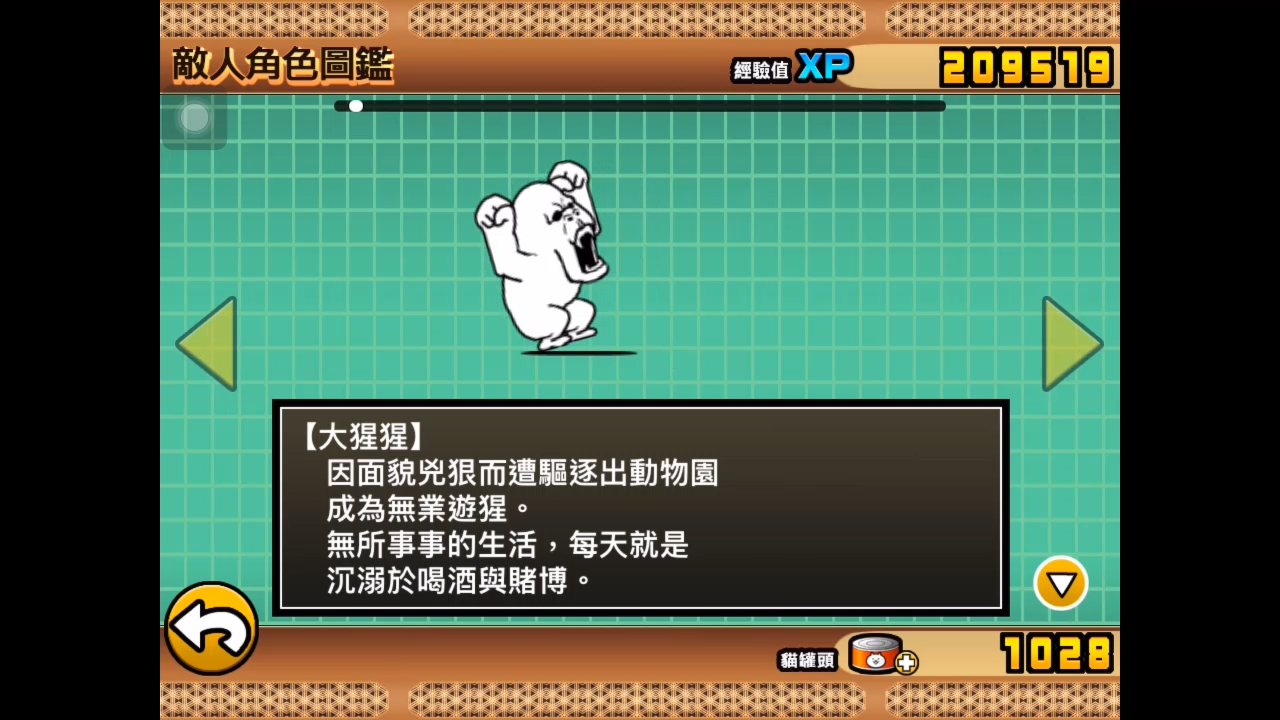 敵人角色圖鑑
經驗值 XP 209519
【大猩猩】
因面貌兇狠而遭驅逐出動物園
成為無業遊猩。
無所事事的生活，每天就是
沉溺於喝酒與賭博。
貓罐頭 1028